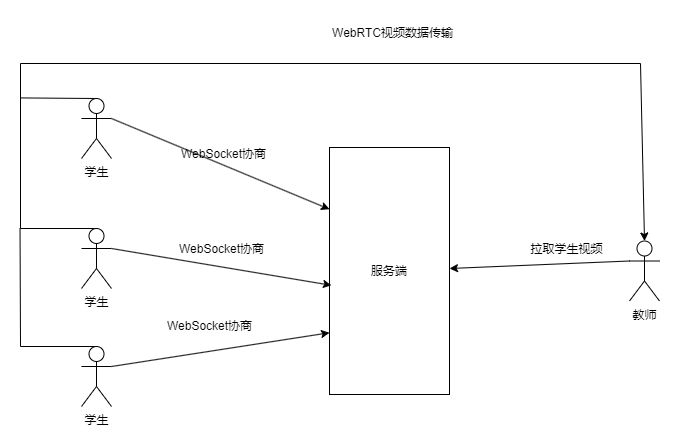 WebRTC视频数据传输
WebSocket协商
学生
WebSocket协商
拉取学生视频
服务端
学生
教师
WebSocket协商
学生